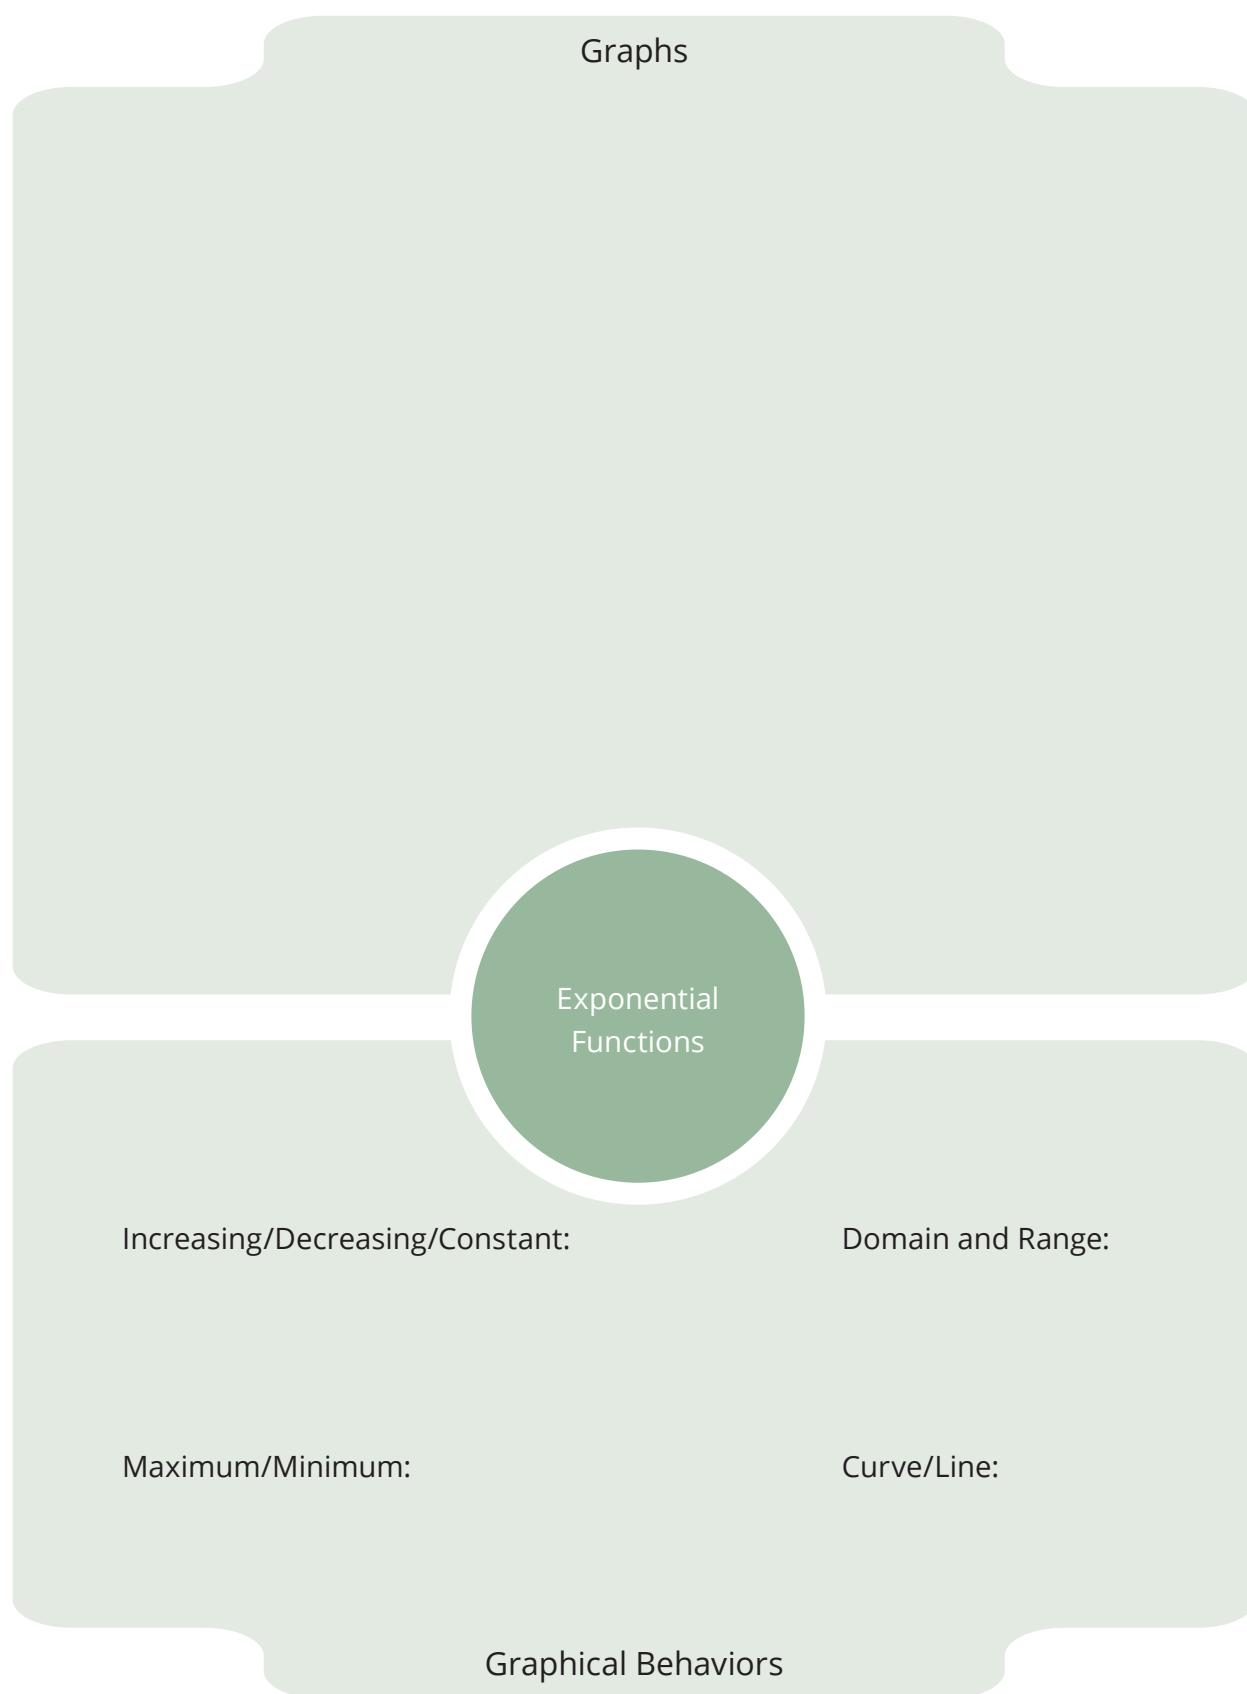 Graphs
Exponential
Functions
Increasing/Decreasing/Constant:
Domain and Range:
Maximum/Minimum:
Curve/Line:
Graphical Behaviors